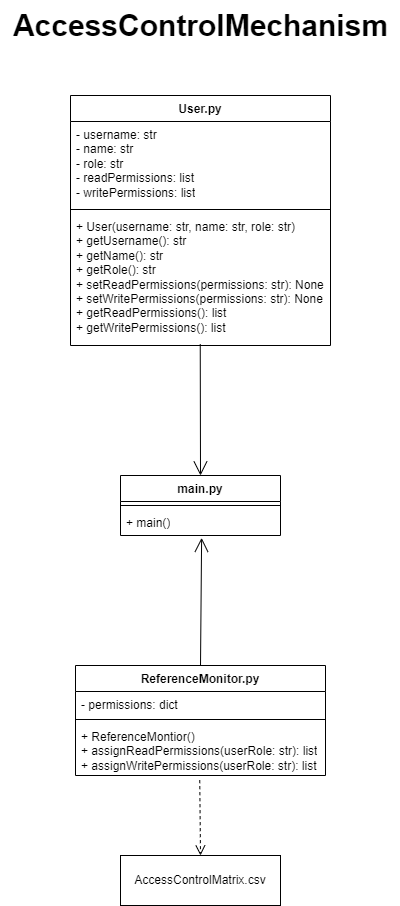 AccessControlMechanism
User.py
- username: str
- name: str
- role: str
- readPermissions: list
- writePermissions: list
+ User(username: str, name: str, role: str)
+ getUsername(): str
+ getName(): str
+ getRole(): str
+ setReadPermissions(permissions: str): None
+ setWritePermissions(permissions: str): None
+ getReadPermissions(): list
+ getWritePermissions(): list
main.py
+ main()
ReferenceMonitor.py
- permissions: dict
+ ReferenceMontior()
+ assignReadPermissions(userRole: str): list
+ assignWritePermissions(userRole: str): list
AccessControlMatrix.csv